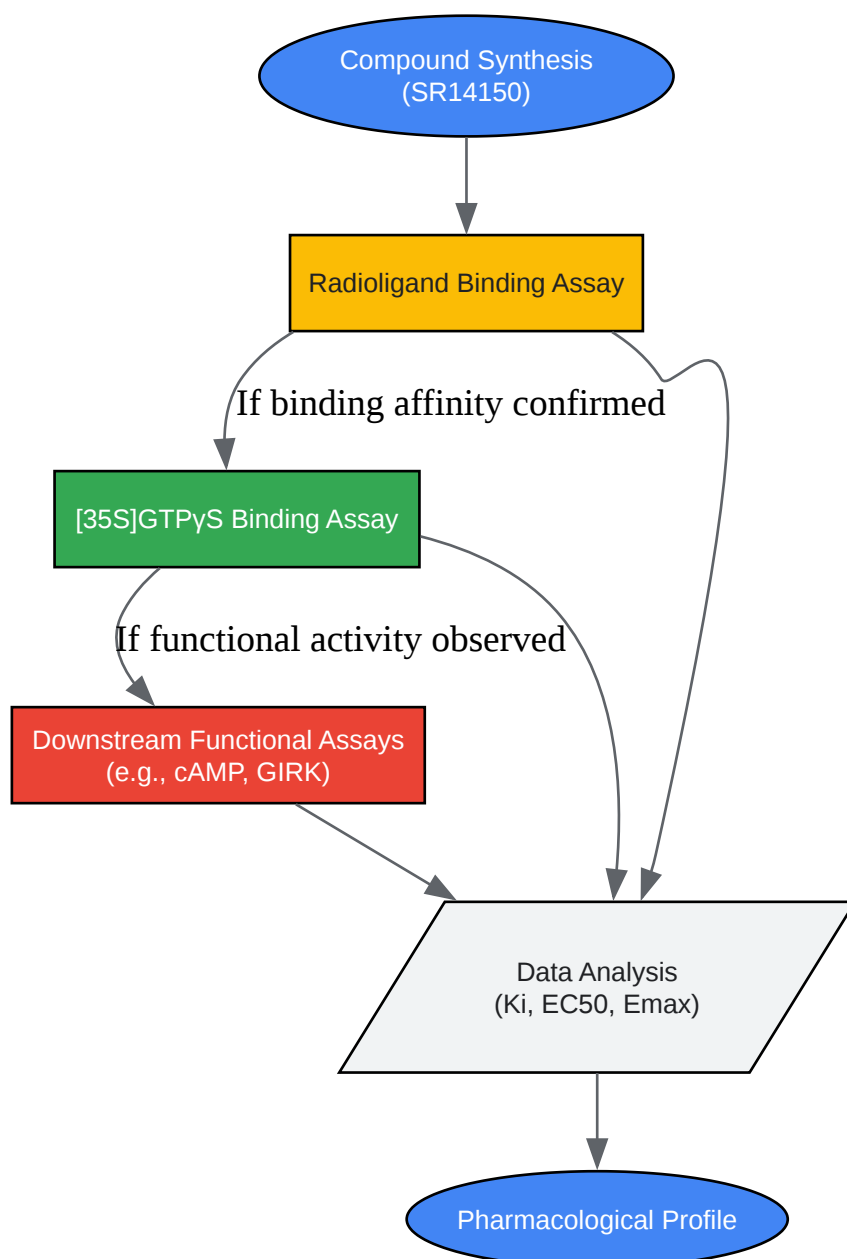 Compound Synthesis
(SR14150)
Radioligand Binding Assay
If binding affinity confirmed
[35S]GTPγS Binding Assay
If functional activity observed
Downstream Functional Assays
(e.g., cAMP, GIRK)
Data Analysis
(Ki, EC50, Emax)
Pharmacological Profile